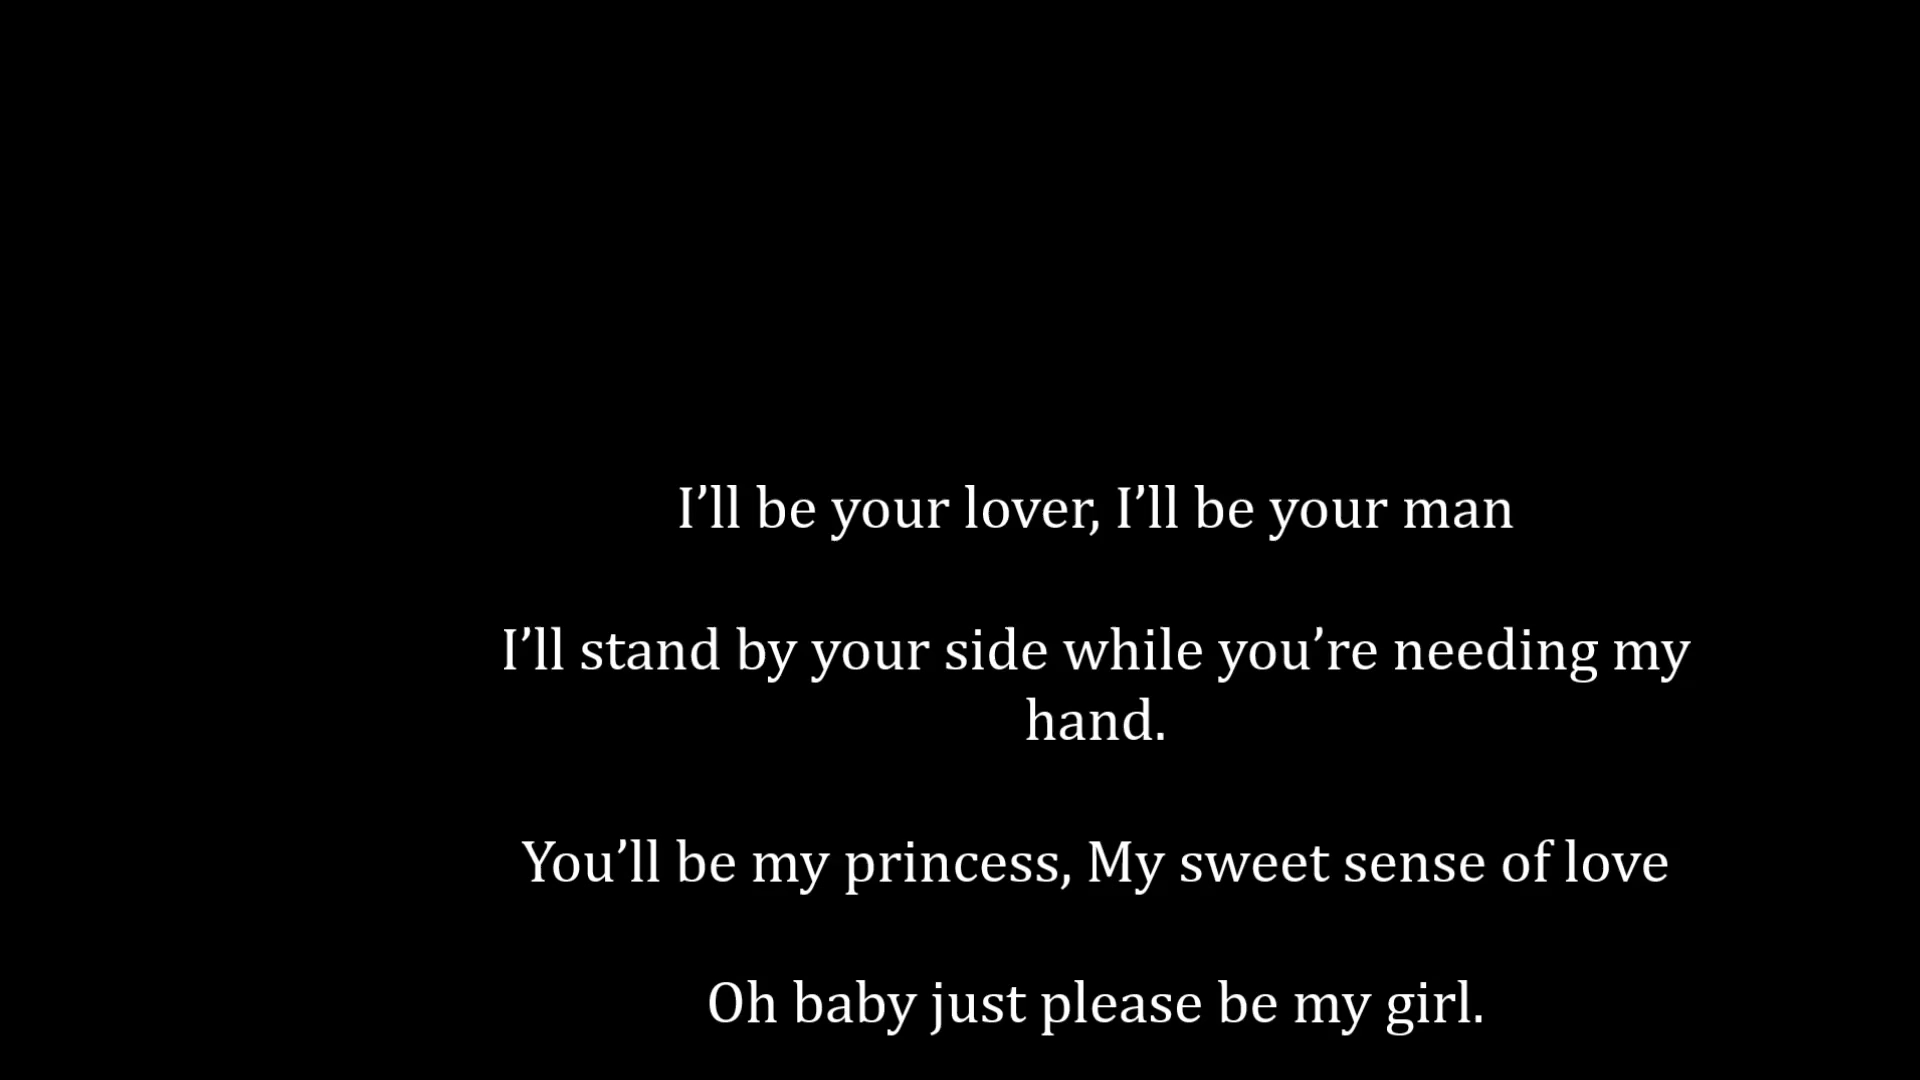 I’ll be your lover, I’ll be your man
I’ll stand by your side while you’re needing my
hand.
You’ll be my princess, My sweet sense of love
Oh baby just please be my girl.